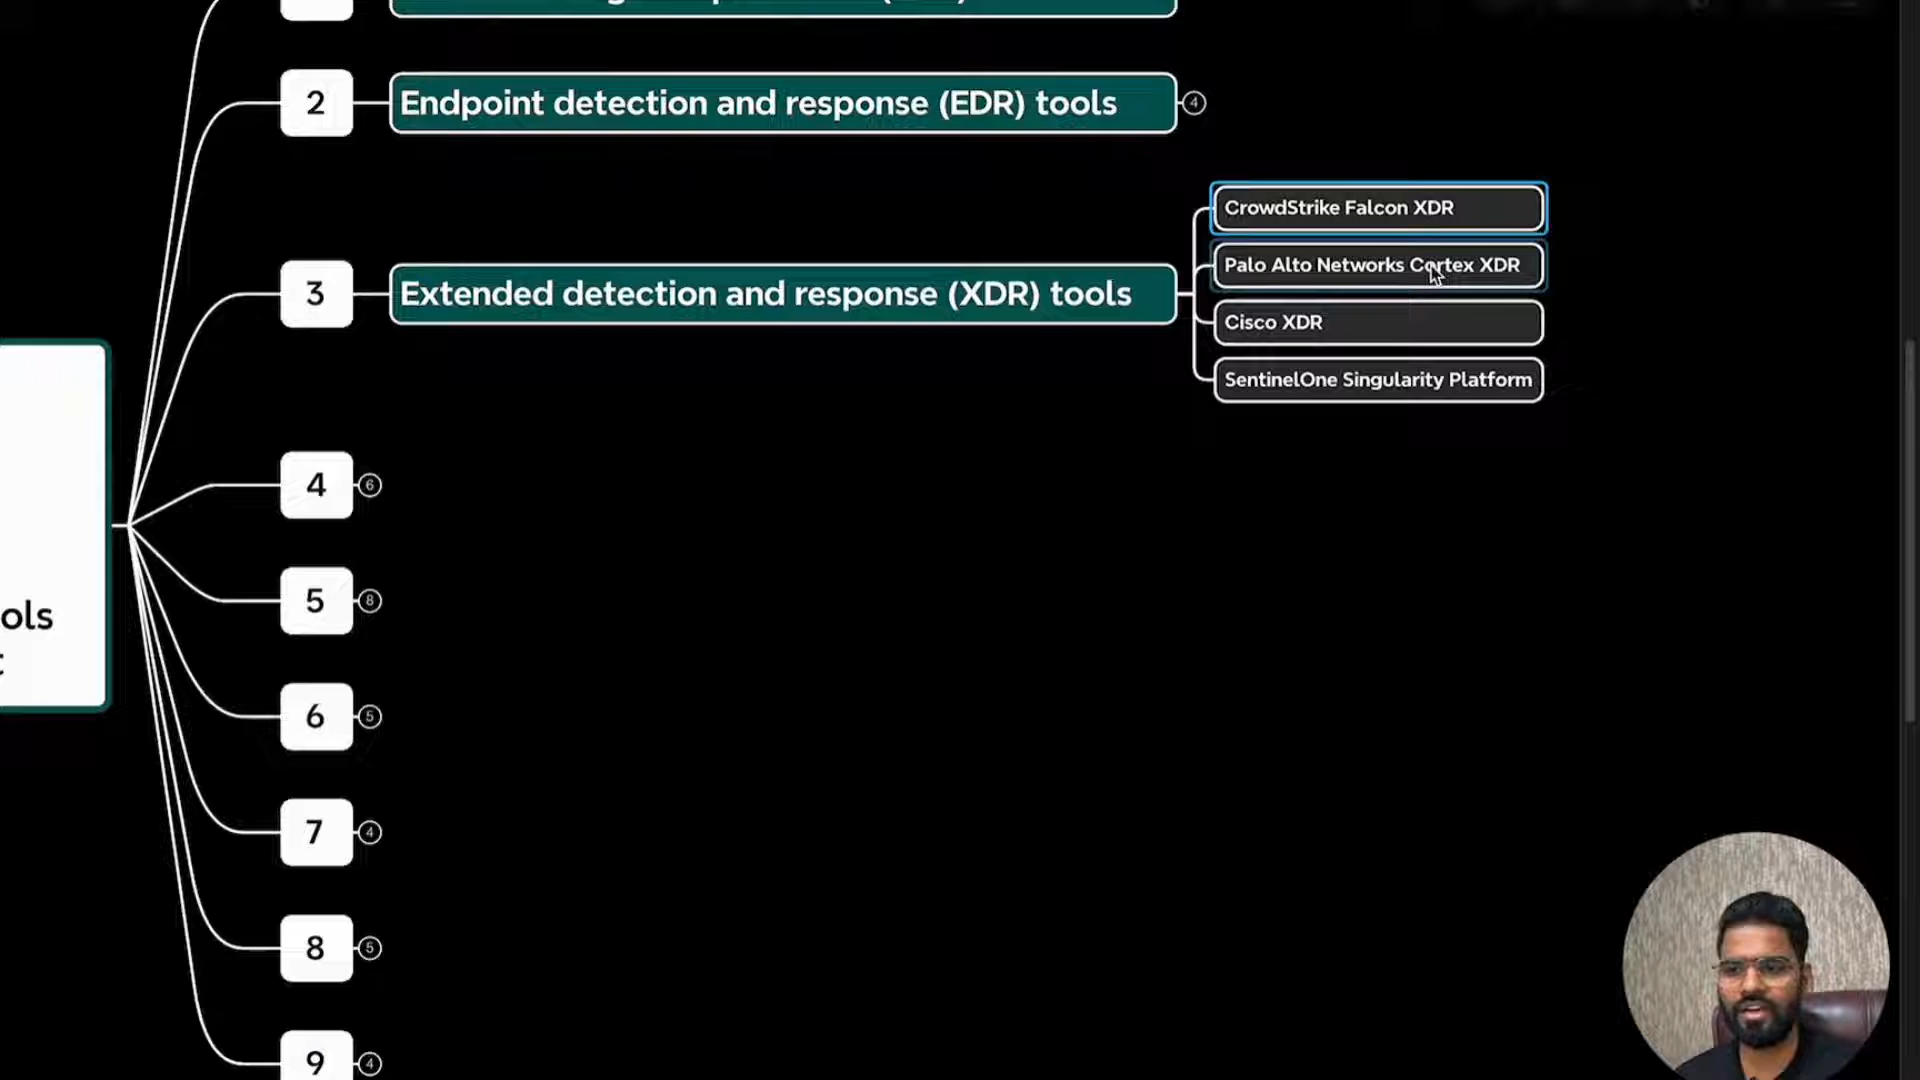 2
Endpoint detection and response (EDR) tools
4
CrowdStrike Falcon XDR
Palo Alto Networks Cortex XDR
3
Extended detection and response (XDR) tools
Cisco XDR
SentinelOne Singularity Platform
4
6
5
8
ols
6
5
7
4
8
5
9
4